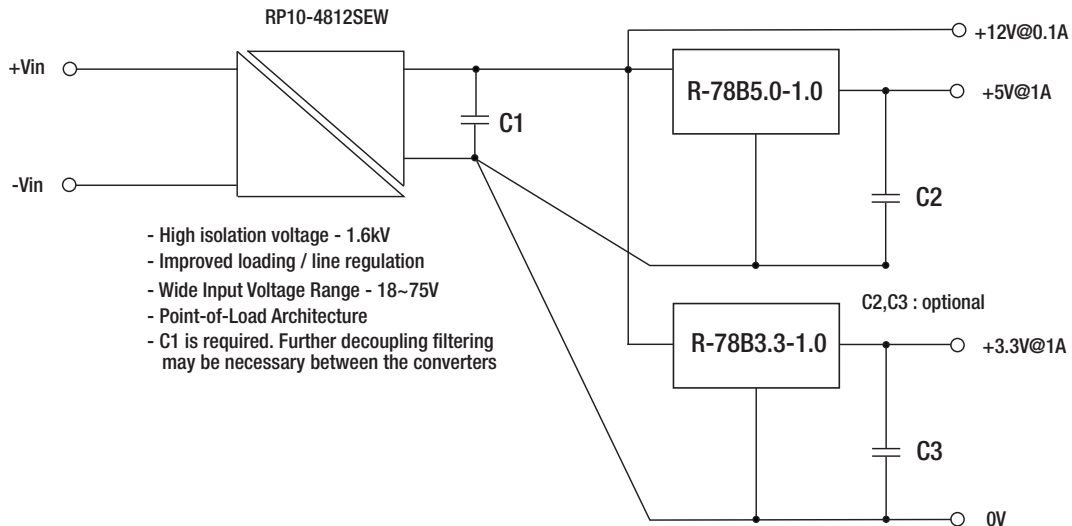 RP10-4812SEW
+12V@0.1A
+Vin
R-78B5.0-1.0
+5V@1A
C1
-Vin
C2
- High isolation voltage - 1.6kV
- Improved loading / line regulation
- Wide Input Voltage Range - 18~75V
- Point-of-Load Architecture
- C1 is required. Further decoupling filtering
may be necessary between the converters
C2,C3 : optional
R-78B3.3-1.0
+3.3V@1A
C3
0V